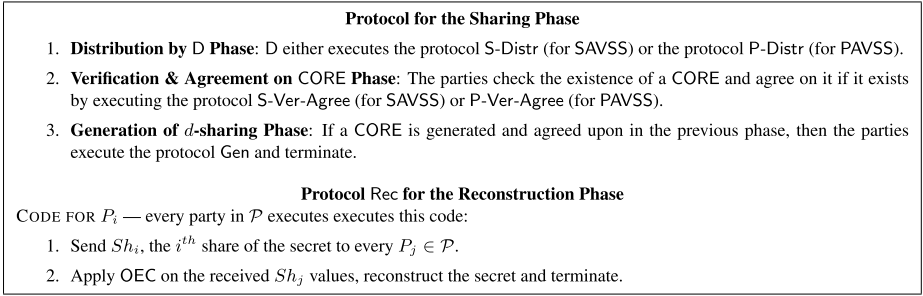 Protocol for the Sharing Phase
1. Distribution by D Phase: D either executes the protocol S-Distr (for SAVSS) or the protocol P-Distr (for PAVSS).
2. Verification & Agreement on CORE Phase: The parties check the existence of a CORE and agree on it if it exists
by executing the protocol S-Ver-Agree (for SAVSS) or P-Ver-Agree (for PAVSS).
3. Generation of d-sharing Phase: If a CORE is generated and agreed upon in the previous phase, then the parties
execute the protocol Gen and terminate.
Protocol Rec for the Reconstruction Phase
CODE FOR P_i — every party in 𝒫 executes executes this code:
1. Send Sh_i, the i^th share of the secret to every P_j ∈ 𝒫.
2. Apply OEC on the received Sh_j values, reconstruct the secret and terminate.